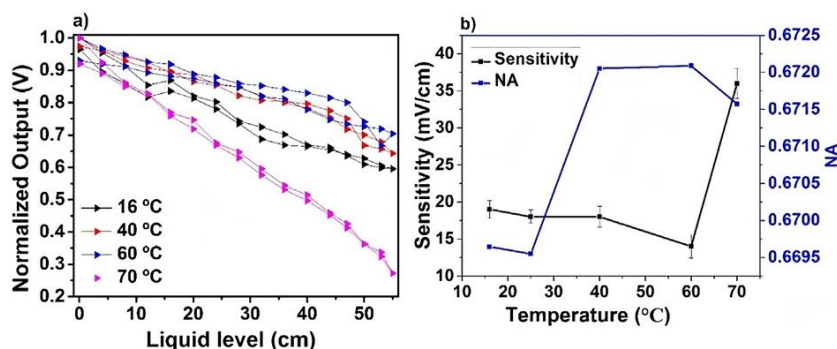 a)
Normalized Output (V)
1.0
0.9
0.8
0.7
0.6
0.5
0.4
0.3
0.2
16 ºC
40 ºC
60 ºC
70 ºC
0 10 20 30 40 50
Liquid level (cm)
b)
Sensitivity (mV/cm)
40
35
30
25
20
15
10
Sensitivity
NA
10 20 30 40 50 60 70
Temperature (°C)
0.6725
0.6720
0.6715
0.6710
0.6705
0.6700
0.6695
NA